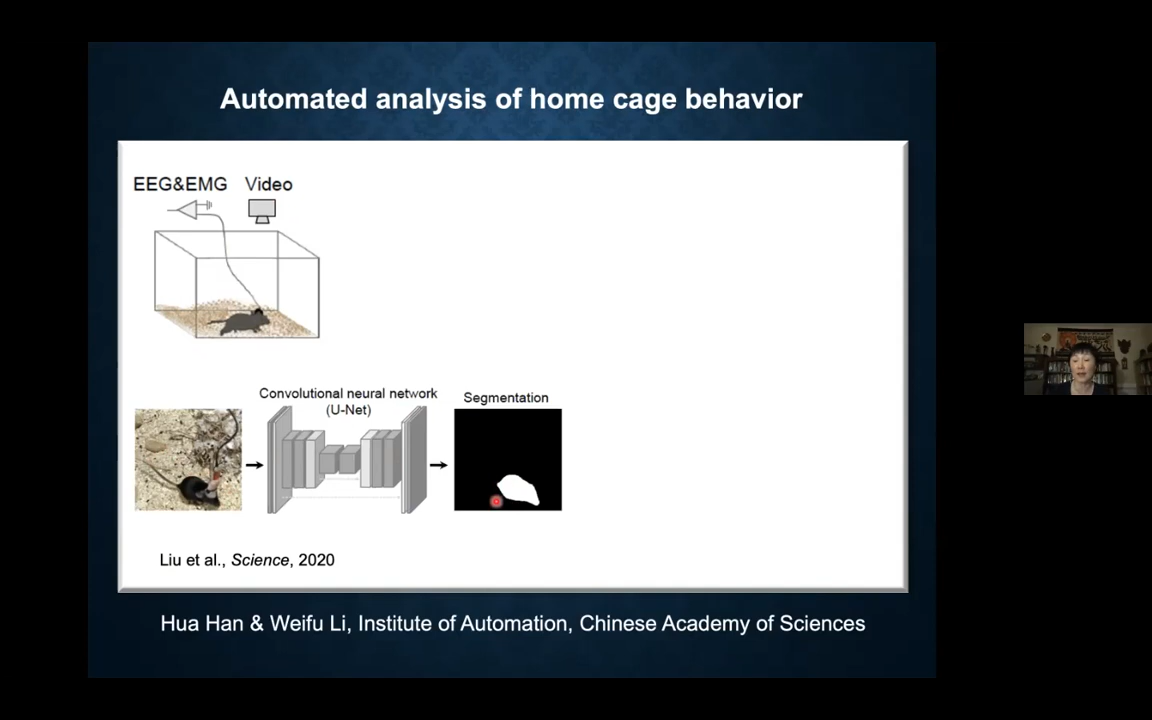 Automated analysis of home cage behavior
EEG&EMG Video
Convolutional neural network
(U-Net)
Segmentation
Liu et al., Science, 2020
Hua Han & Weifu Li, Institute of Automation, Chinese Academy of Sciences